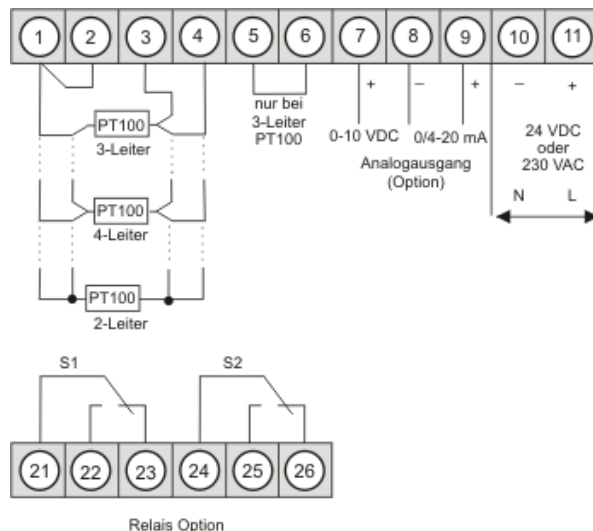 1 2 3 4 5 6 7 8 9 10 11
+ − + − +
PT100
3-Leiter
nur bei
3-Leiter
PT100
0-10 VDC 0/4-20 mA
Analogausgang
(Option)
24 VDC
oder
230 VAC
N L
PT100
4-Leiter
PT100
2-Leiter
S1 S2
21 22 23 24 25 26
Relais Option